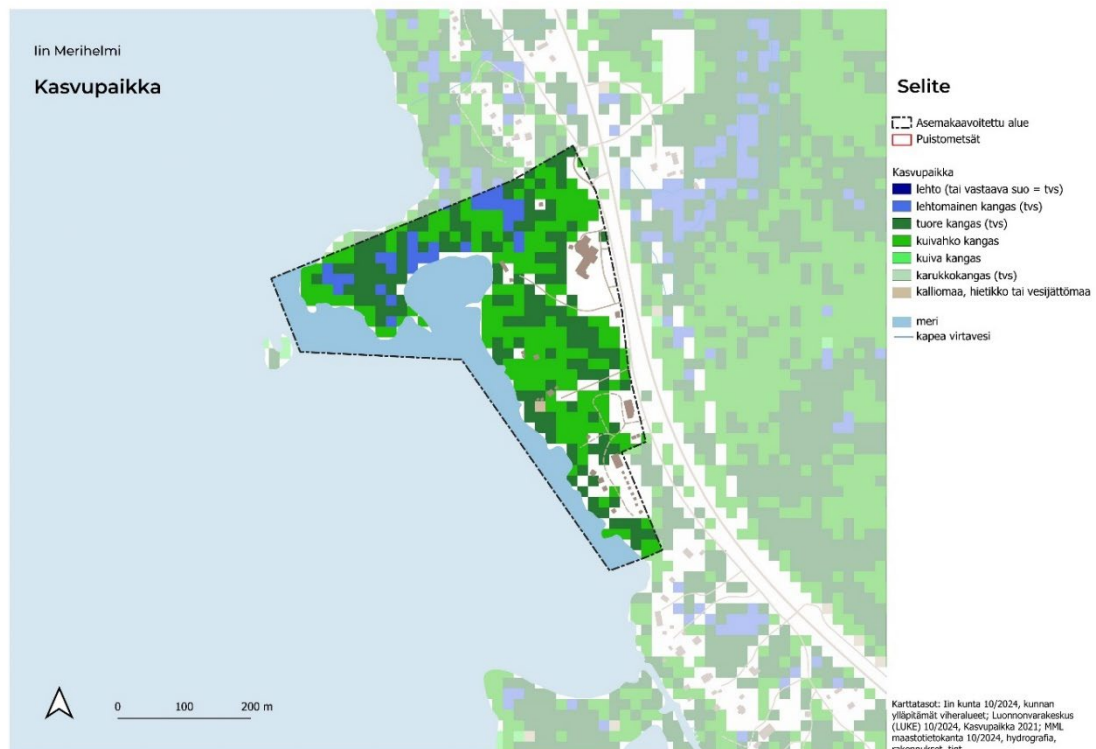 Iin Merihelmi
Kasvupaikka
Selite
Asemakaavoitettu alue
Puistometsät
Kasvupaikka
lehto (tai vastaava suo = tvs)
lehtomainen kangas (tvs)
tuore kangas (tvs)
kuivahko kangas
kuiva kangas
karukkokangas (tvs)
kalliomaa, hietikko tai vesijättömaa
meri
kapea virtavesi
0 100 200 m
Karttatasot: Iin kunta 10/2024, kunnan
ylläpitämät viheralueet; Luonnonvarakeskus
(LUKE) 10/2024, Kasvupaikka 2021; MML
maastotietokanta 10/2024, hydrografia,
rakennukset, tiet